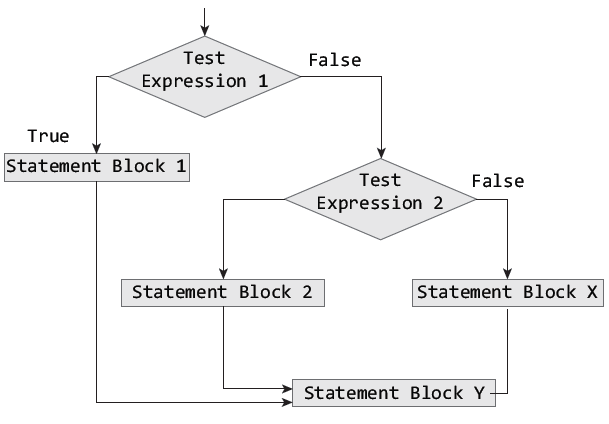 Test
Expression 1
False
True
Statement Block 1
Test
Expression 2
False
Statement Block 2
Statement Block X
Statement Block Y